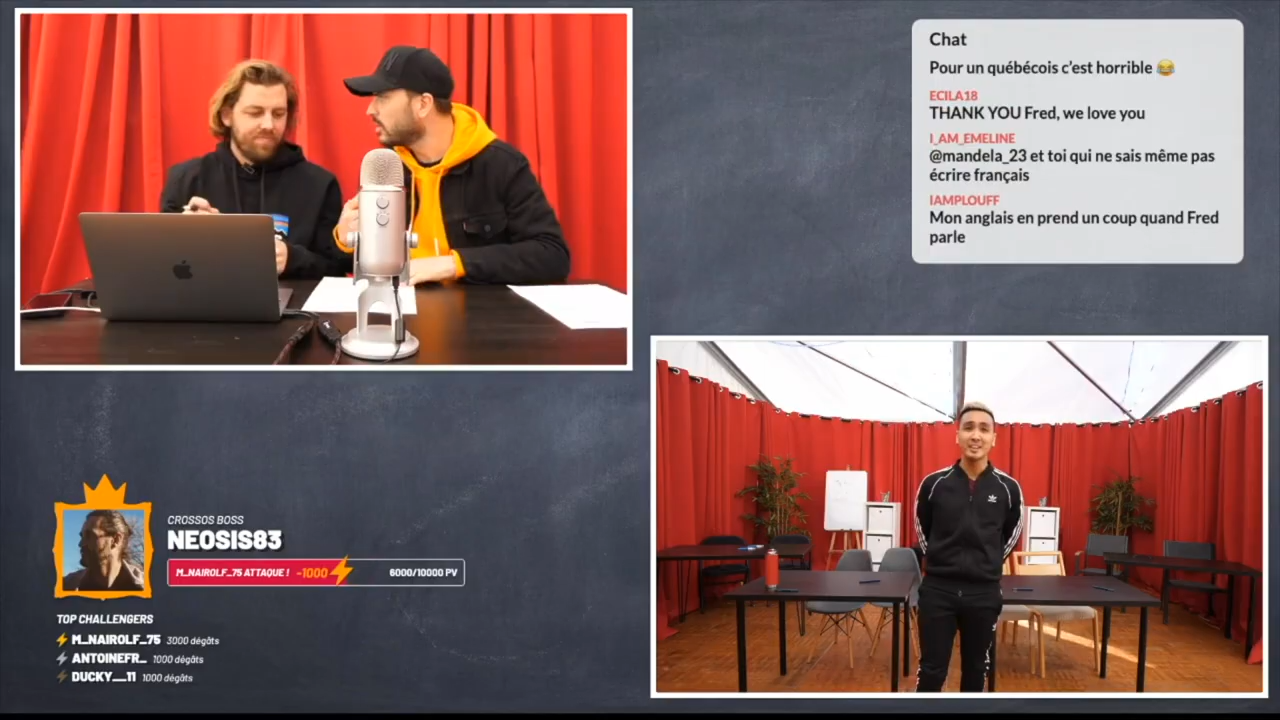 Chat
Pour un québécois c'est horrible 😂
ECILA18
THANK YOU Fred, we love you
I_AM_EMELINE
@mandela_23 et toi qui ne sais même pas
écrire français
IAMPLOUFF
Mon anglais en prend un coup quand Fred
parle
CROSSOS BOSS
NEOSIS83
M_NAIROLF_75 ATTAQUE ! -1000 6000/10000 PV
TOP CHALLENGERS
M_NAIROLF_75 3000 dégâts
ANTOINEFR_ 1000 dégâts
DUCKY__11 1000 dégâts